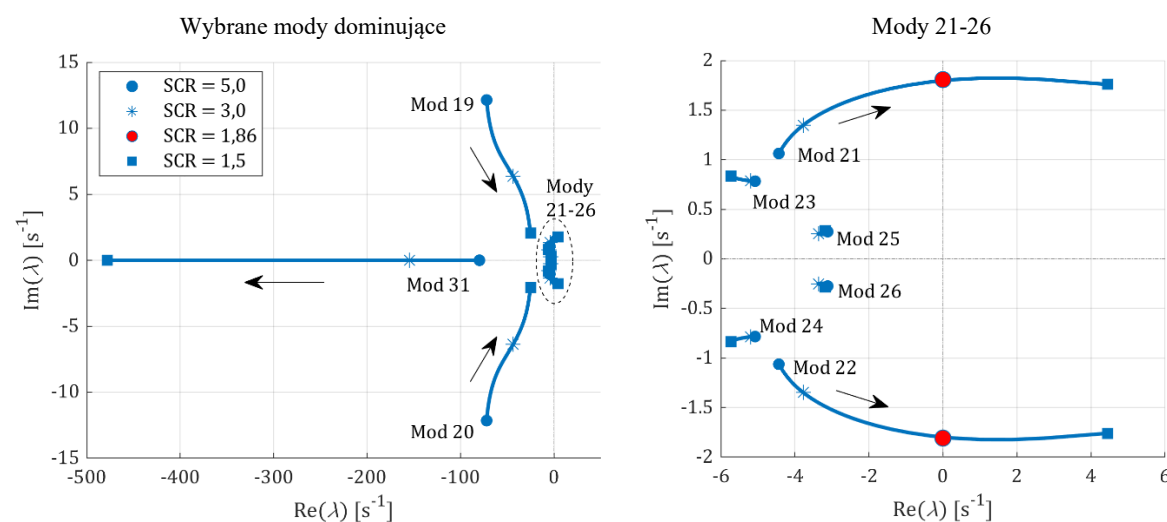 Wybrane mody dominujące
SCR = 5,0
SCR = 3,0
SCR = 1,86
SCR = 1,5
Mod 19
Mody
21-26
Mod 31
Mod 20
15
10
5
0
-5
-10
-15
Im(λ) [s⁻¹]
-500
-400
-300
-200
-100
0
Re(λ) [s⁻¹]
Mody 21-26
Mod 21
Mod 23
Mod 25
Mod 26
Mod 24
Mod 22
2
1.5
1
0.5
0
-0.5
-1
-1.5
-2
Im(λ) [s⁻¹]
-6
-4
-2
0
2
4
6
Re(λ) [s⁻¹]